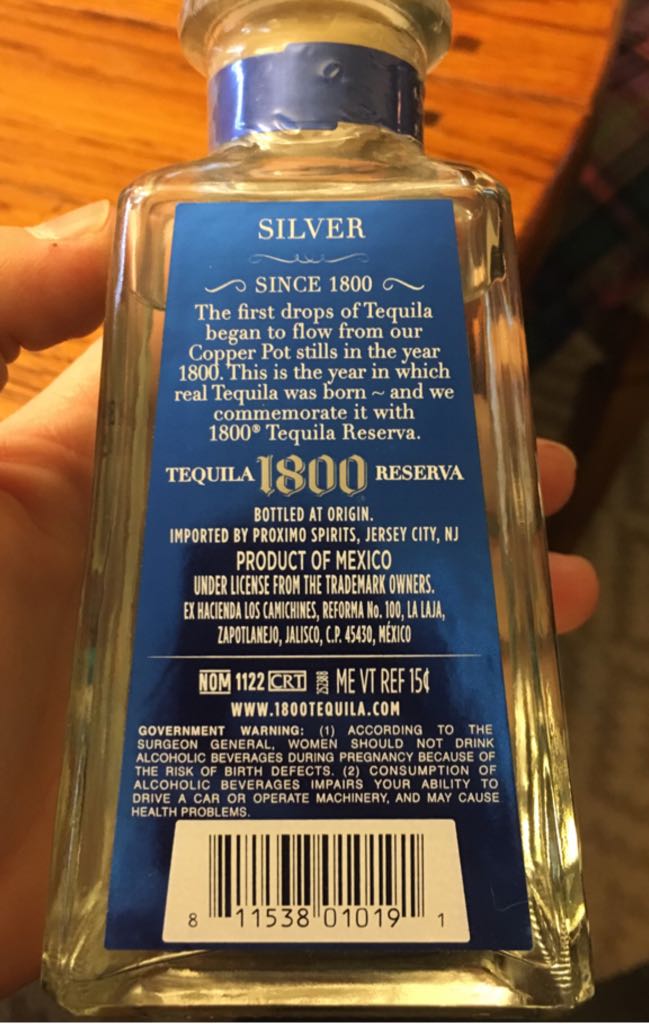 SILVER
SINCE 1800
The first drops of Tequila
began to flow from our
Copper Pot stills in the year
1800. This is the year in which
real Tequila was born ~ and we
commemorate it with
1800® Tequila Reserva.
TEQUILA 1800 RESERVA
BOTTLED AT ORIGIN.
IMPORTED BY PROXIMO SPIRITS, JERSEY CITY, NJ
PRODUCT OF MEXICO
UNDER LICENSE FROM THE TRADEMARK OWNERS.
EX HACIENDA LOS CAMICHINES, REFORMA No. 100, LA LAJA,
ZAPOTLANEJO, JALISCO, C.P. 45430, MÉXICO
NOM 1122 CRT ME VT REF 15¢
WWW.1800TEQUILA.COM
GOVERNMENT WARNING: (1) ACCORDING TO THE
SURGEON GENERAL, WOMEN SHOULD NOT DRINK
ALCOHOLIC BEVERAGES DURING PREGNANCY BECAUSE OF
THE RISK OF BIRTH DEFECTS. (2) CONSUMPTION OF
ALCOHOLIC BEVERAGES IMPAIRS YOUR ABILITY TO
DRIVE A CAR OR OPERATE MACHINERY, AND MAY CAUSE
HEALTH PROBLEMS.
8 11538 01019 1